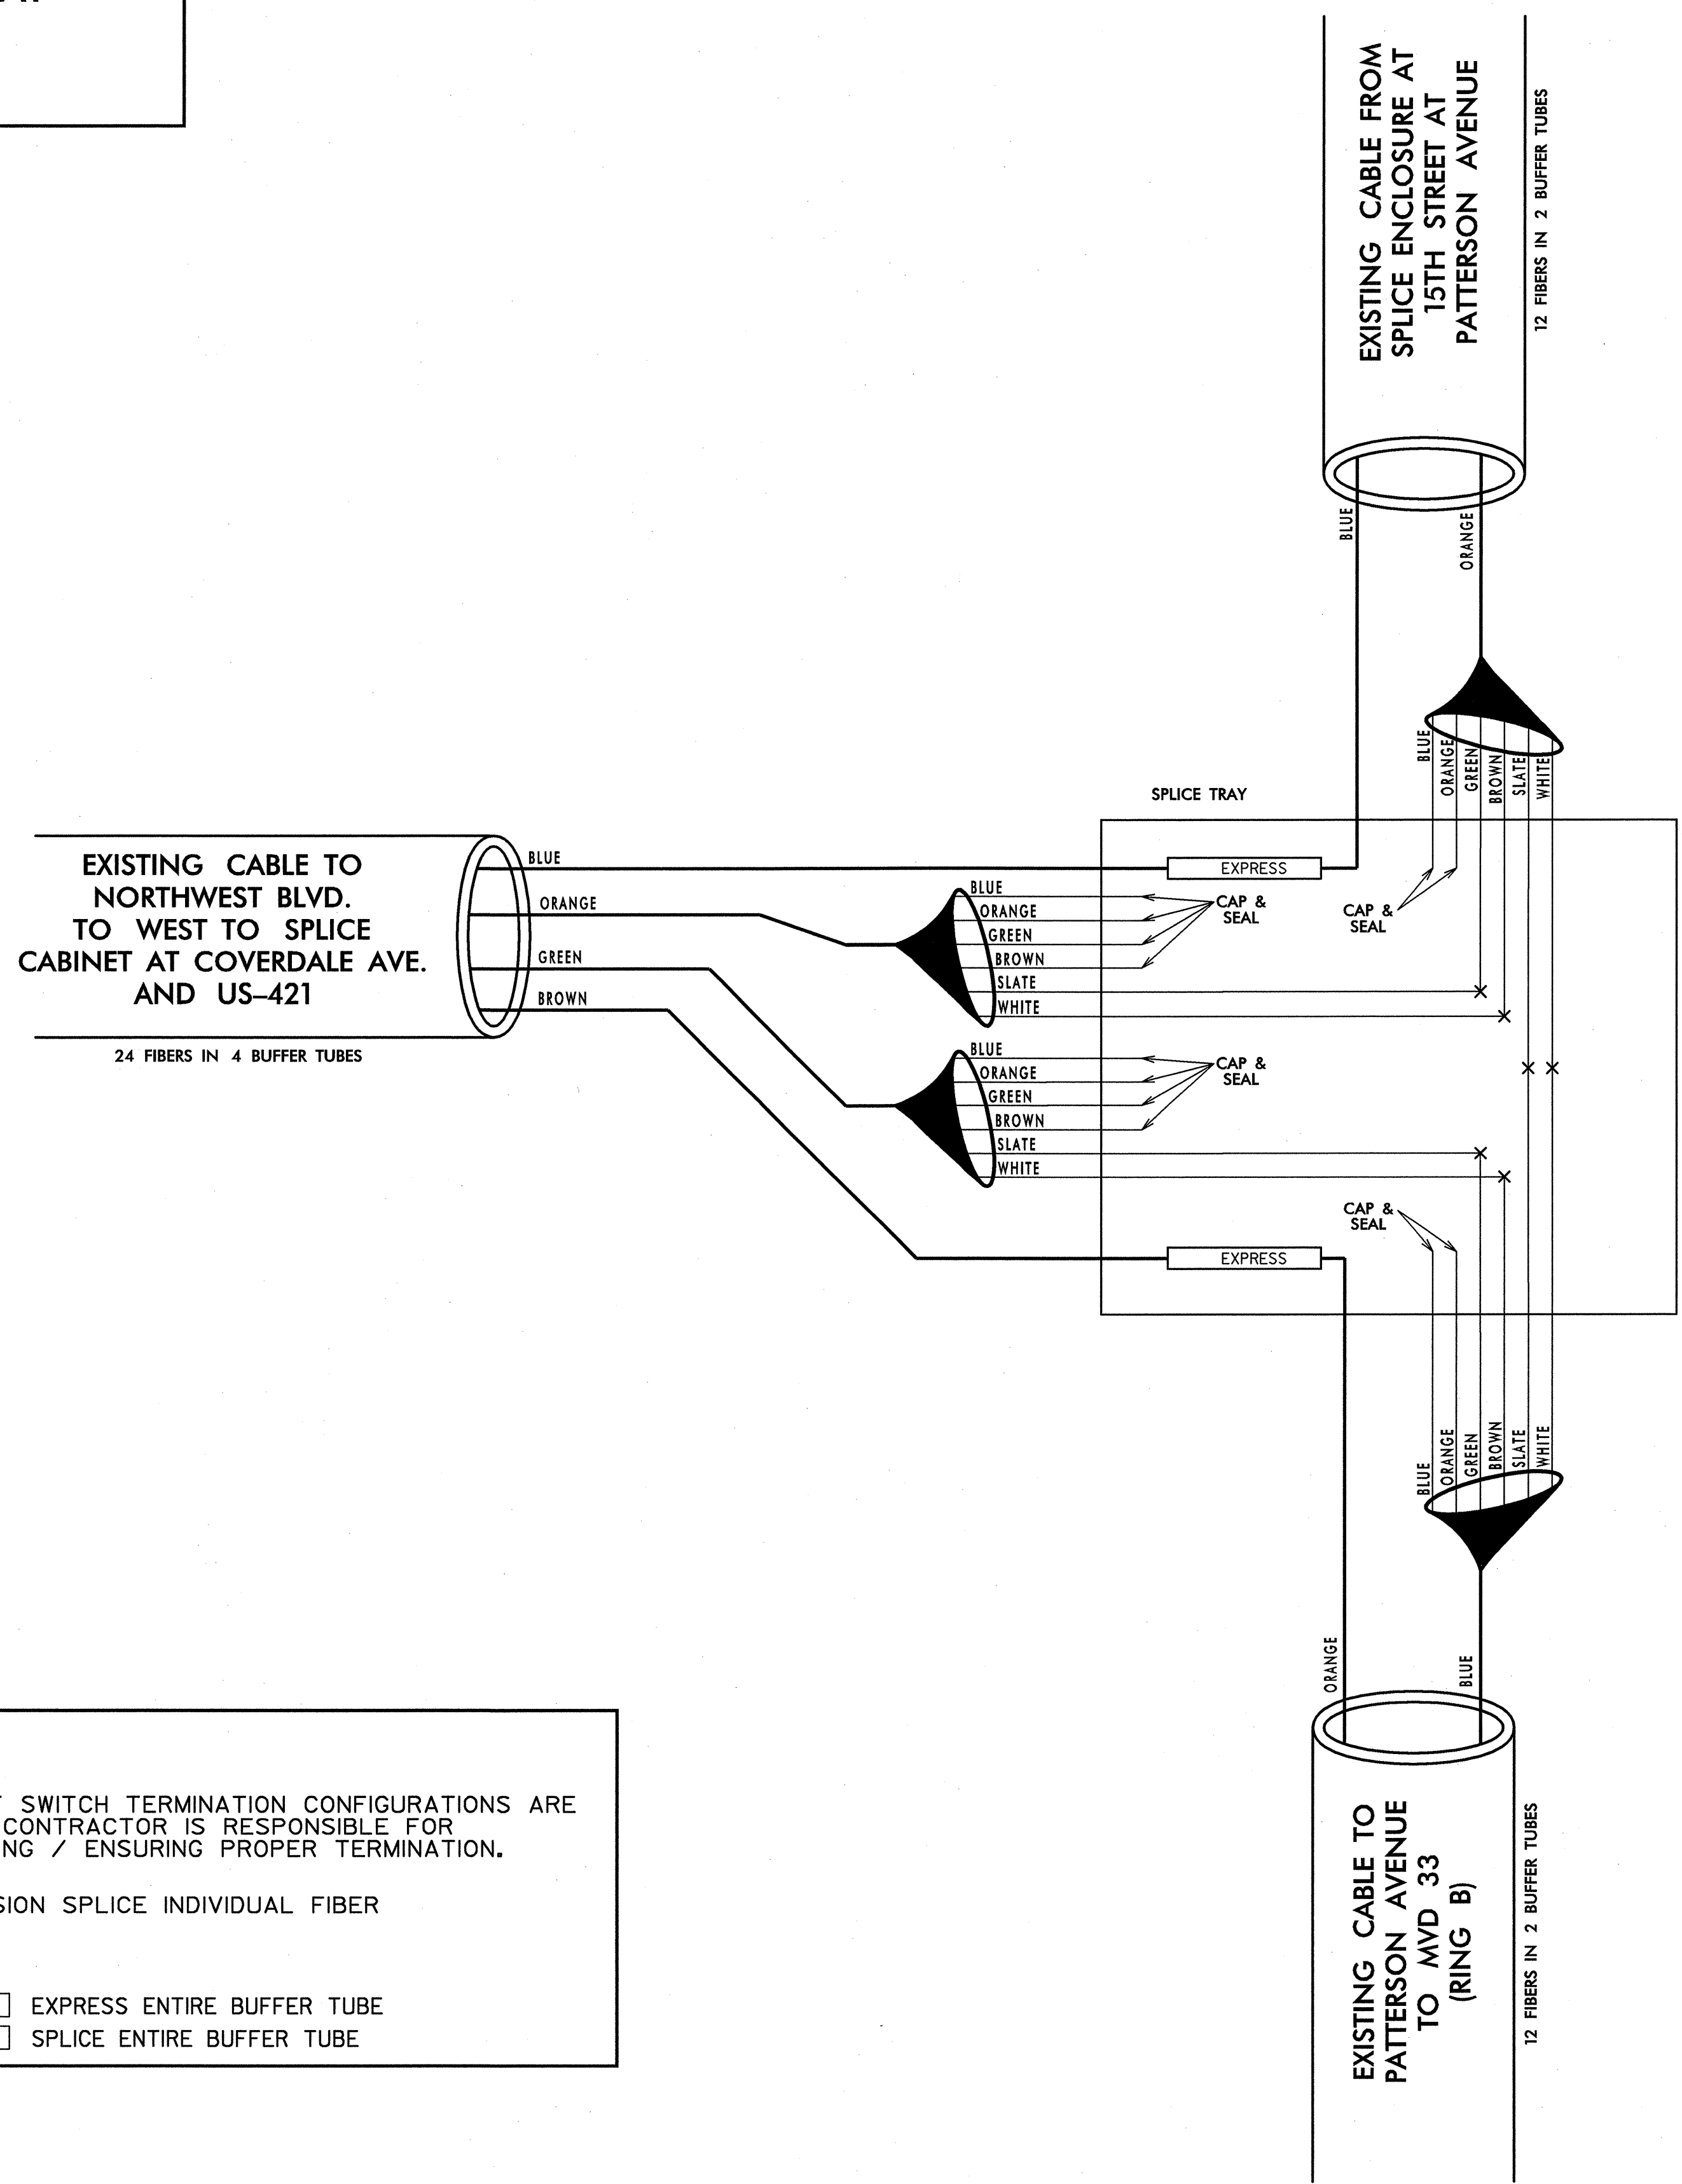 EXISTING CABLE FROM
SPLICE ENCLOSURE AT
15TH STREET AT
PATTERSON AVENUE
12 FIBERS IN 2 BUFFER TUBES
BLUE
ORANGE
BLUE
ORANGE
GREEN
BROWN
SLATE
WHITE
SPLICE TRAY
EXISTING CABLE TO
NORTHWEST BLVD.
TO WEST TO SPLICE
CABINET AT COVERDALE AVE.
AND US-421
24 FIBERS IN 4 BUFFER TUBES
BLUE
ORANGE
GREEN
BROWN
EXPRESS
BLUE
ORANGE
GREEN
BROWN
SLATE
WHITE
CAP &
SEAL
CAP &
SEAL
BLUE
ORANGE
GREEN
BROWN
SLATE
WHITE
CAP &
SEAL
CAP &
SEAL
EXPRESS
BLUE
ORANGE
GREEN
BROWN
SLATE
WHITE
ORANGE
BLUE
EXISTING CABLE TO
PATTERSON AVENUE
TO MVD 33
(RING B)
12 FIBERS IN 2 BUFFER TUBES
SWITCH TERMINATION CONFIGURATIONS ARE
CONTRACTOR IS RESPONSIBLE FOR
NG / ENSURING PROPER TERMINATION.
SION SPLICE INDIVIDUAL FIBER
EXPRESS ENTIRE BUFFER TUBE
SPLICE ENTIRE BUFFER TUBE